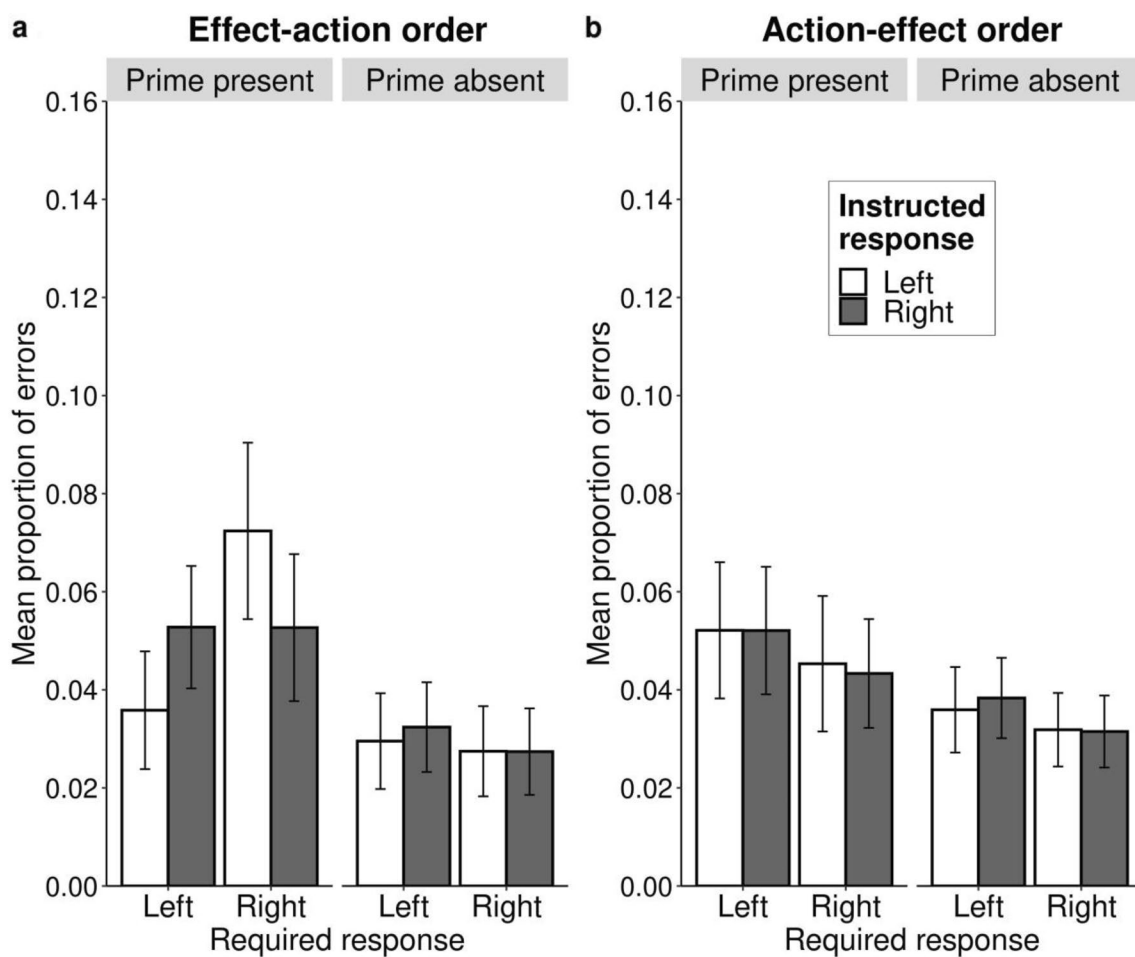 a
Effect-action order
Prime present
Prime absent
Mean proportion of errors
0.16
0.14
0.12
0.10
0.08
0.06
0.04
0.02
0.00
Left
Right
Left
Right
Required response
b
Action-effect order
Prime present
Prime absent
Mean proportion of errors
0.16
0.14
0.12
0.10
0.08
0.06
0.04
0.02
0.00
Instructed
response
Left
Right
Left
Right
Left
Right
Required response